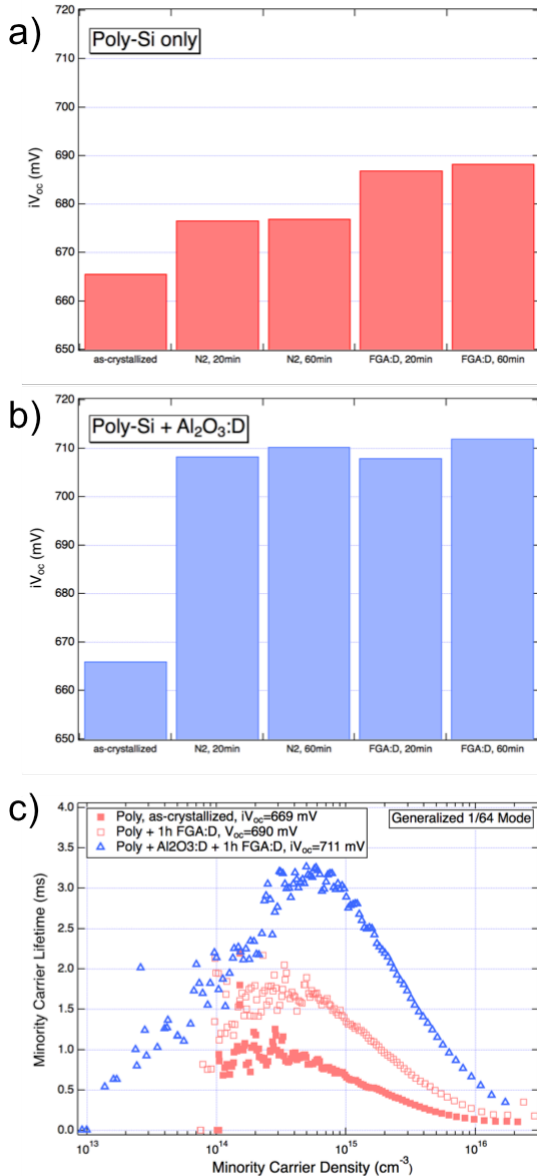 a)
Poly-Si only
720
710
700
690
680
670
660
650
iVoc (mV)
as-crystallized
N2, 20min
N2, 60min
FGA:D, 20min
FGA:D, 60min
b)
Poly-Si + Al2O3:D
720
710
700
690
680
670
660
650
iVoc (mV)
as-crystallized
N2, 20min
N2, 60min
FGA:D, 20min
FGA:D, 60min
c)
Poly, as-crystallized, iVoc=669 mV
Poly + 1h FGA:D, Voc=690 mV
Poly + Al2O3:D + 1h FGA:D, iVoc=711 mV
Generalized 1/64 Mode
4.0
3.5
3.0
2.5
2.0
1.5
1.0
0.5
0.0
Minority Carrier Lifetime (ms)
10^13
10^14
10^15
10^16
Minority Carrier Density (cm^-3)